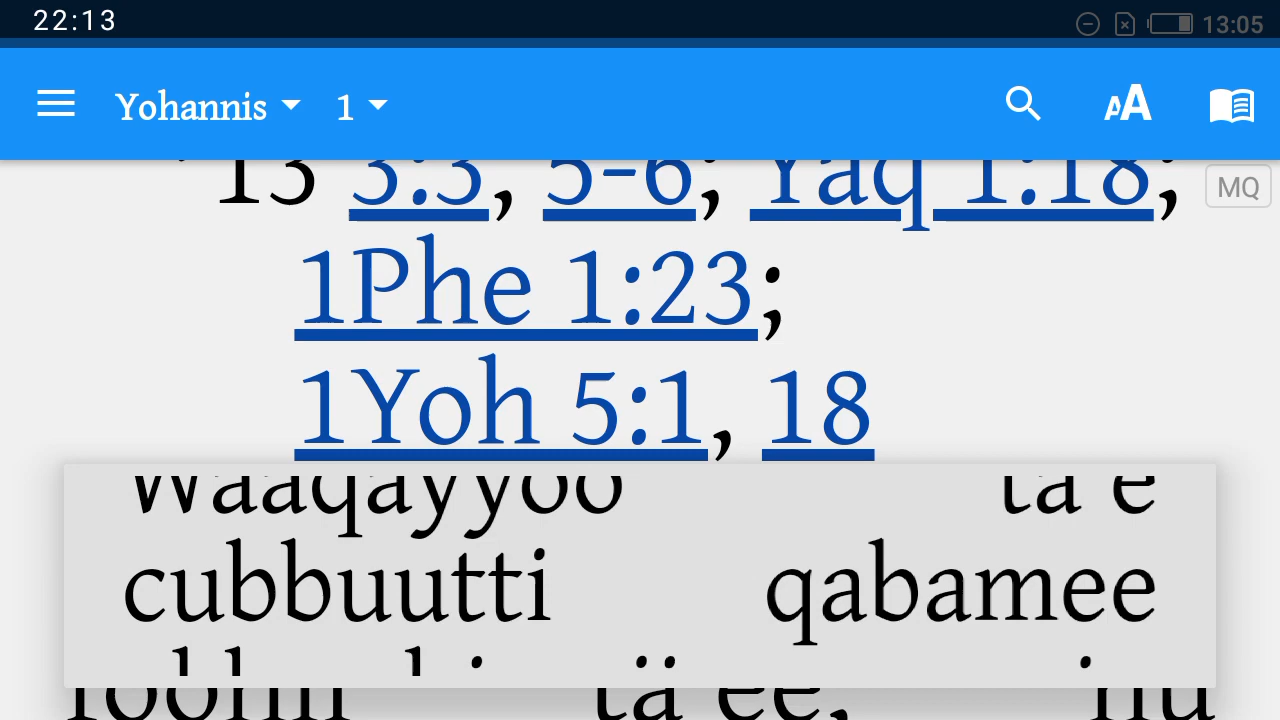 22:13 13:05
Yohannis 1
13 3:3, 5-6; Yaq 1:18; MQ
1Phe 1:23;
1Yoh 5:1, 18
Waaqayyoo
cubbuutti qabamee